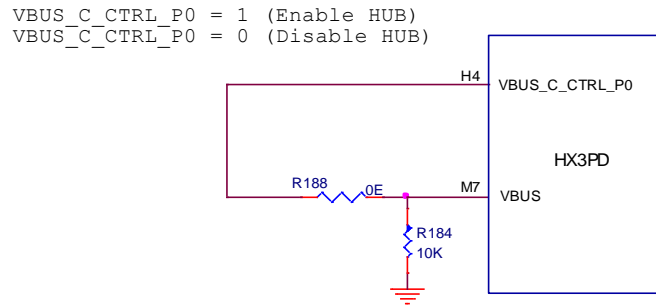 VBUS_C_CTRL_P0 = 1 (Enable HUB)
VBUS_C_CTRL_P0 = 0 (Disable HUB)
H4
VBUS_C_CTRL_P0
HX3PD
R188
0E
M7
VBUS
R184
10K